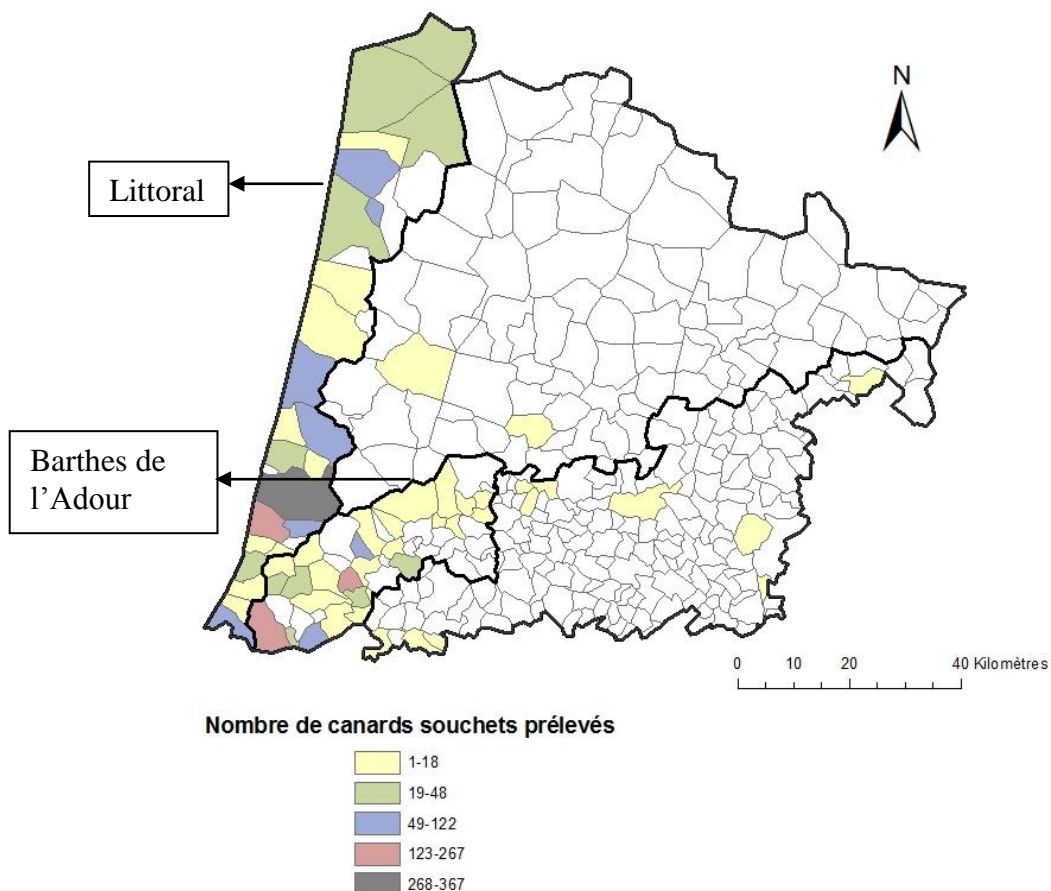 N
Littoral
Barthes de
l'Adour
0 10 20 40 Kilomètres
Nombre de canards souchets prélevés
1-18
19-48
49-122
123-267
268-367